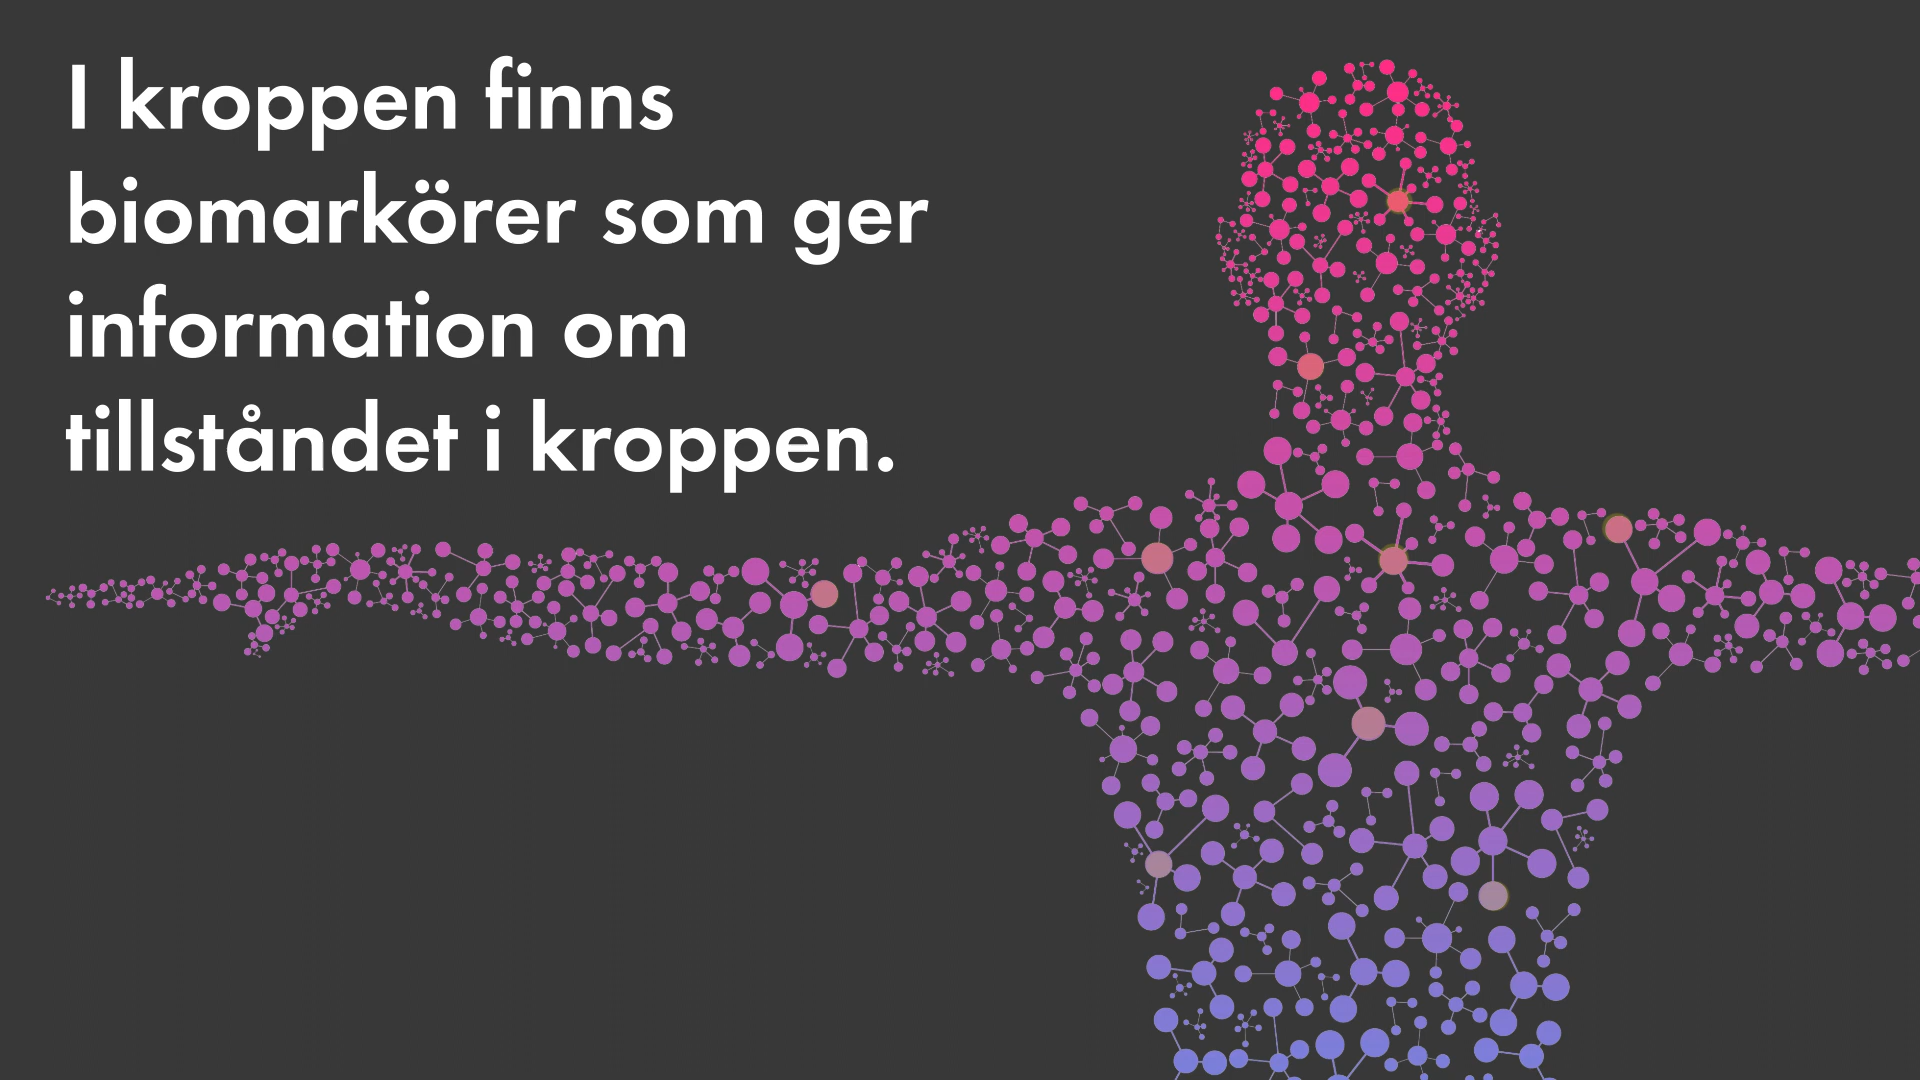 I kroppen finns
biomarkörer som ger
information om
tillståndet i kroppen.